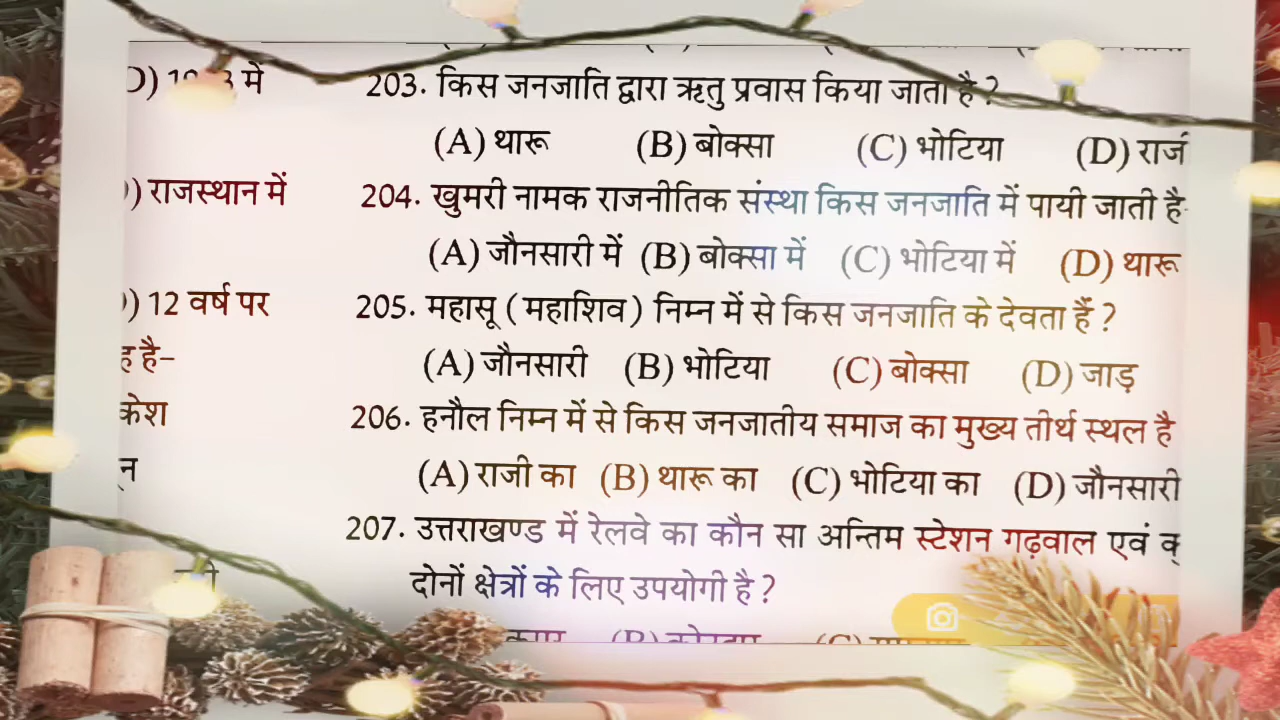 में
203. किस जनजाति द्वारा ऋतु प्रवास किया जाता है ?
(A) थारू (B) बोक्सा (C) भोटिया (D)
) राजस्थान में
204. खुमरी नामक राजनीतिक संस्था किस जनजाति में पायी जाती है
(A) जौनसारी में (B) बोक्सा में (C) भोटिया में (D) थारू
) 12 वर्ष पर
205. महासू ( महाशिव ) निम्न में से किस जनजाति के देवता हैं ?
है–
(A) जौनसारी (B) भोटिया (C) बोक्सा (D) जाड़
केश
206. हनौल निम्न में से किस जनजातीय समाज का मुख्य तीर्थ स्थल है
(A) राजी का (B) थारू का (C) भोटिया का (D) जौनसारी
207. उत्तराखण्ड में रेलवे का कौन सा अन्तिम स्टेशन गढ़वाल एवं
दोनों क्षेत्रों के लिए उपयोगी है ?